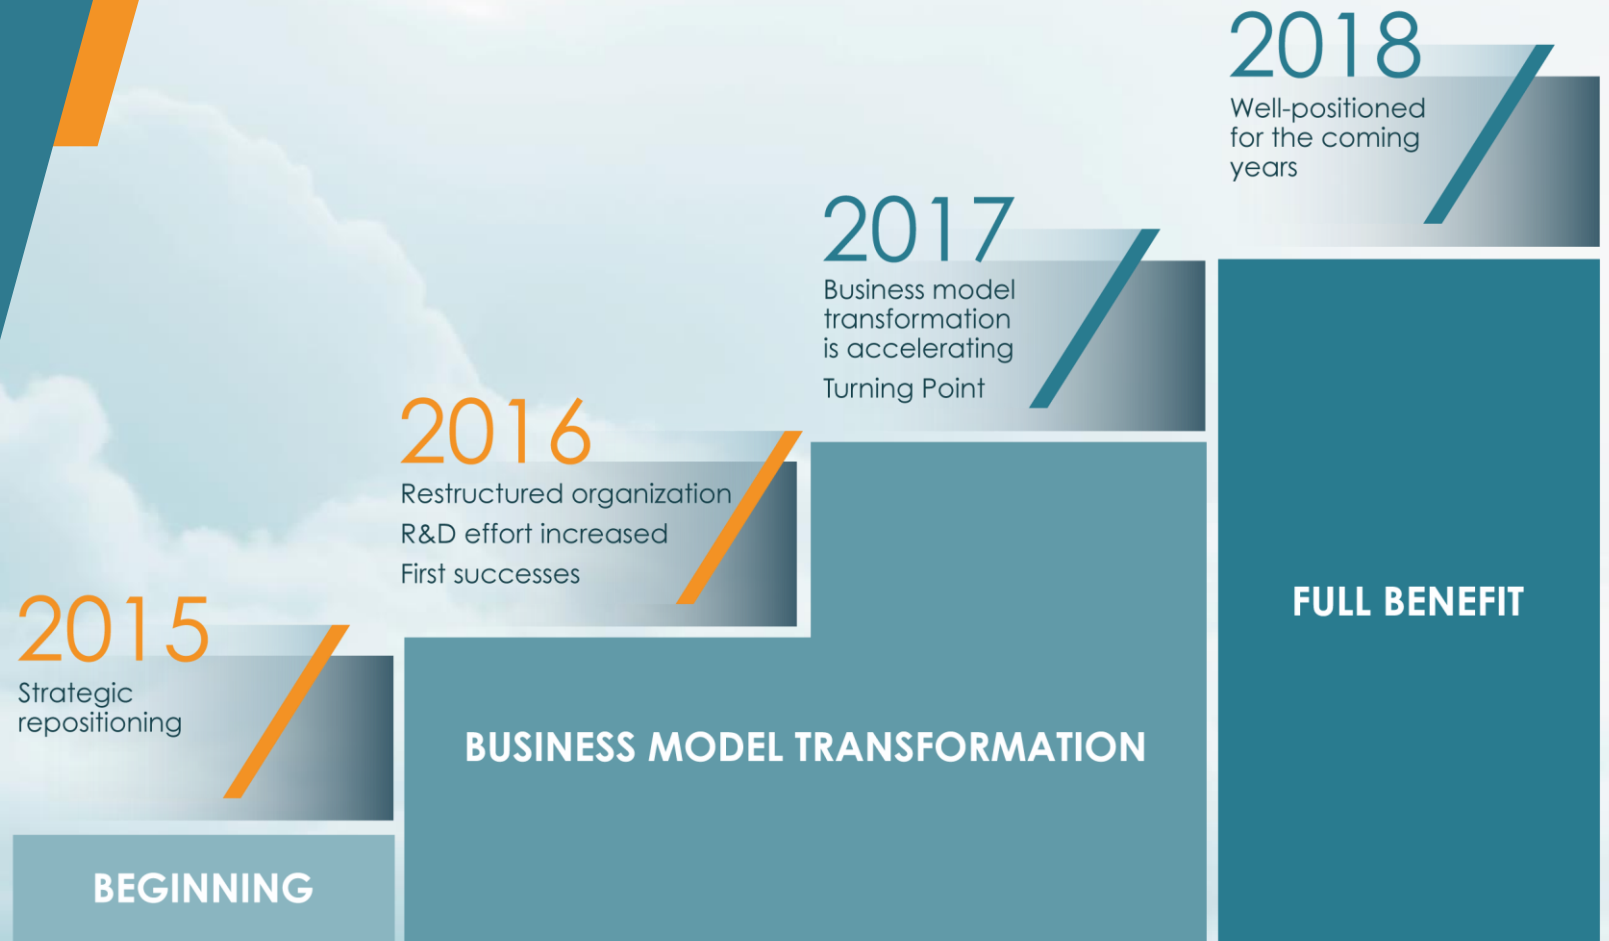 2015
Strategic
repositioning
BEGINNING
2016
Restructured organization
R&D effort increased
First successes
2017
Business model
transformation
is accelerating
Turning Point
BUSINESS MODEL TRANSFORMATION
2018
Well-positioned
for the coming
years
FULL BENEFIT